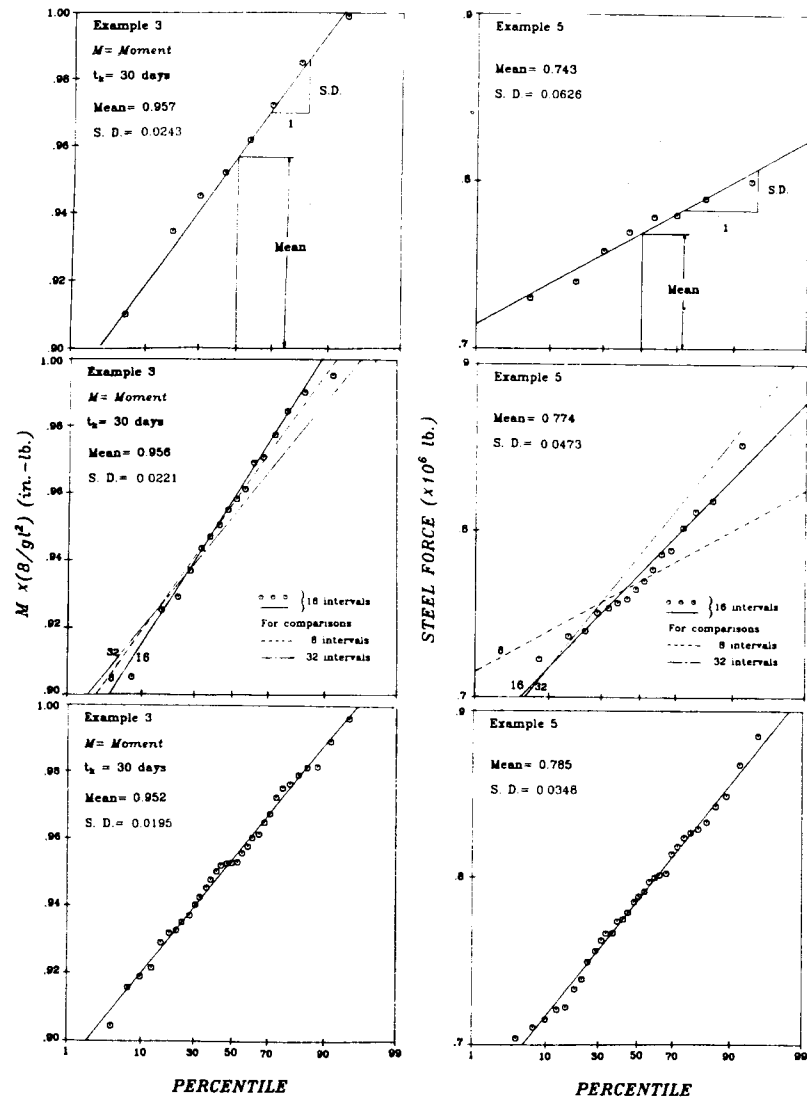 1.00
.98
.96
.94
.92
.90
Example 3
M= Moment
tk= 30 days
Mean= 0.957
S. D.= 0.0243
S.D.
1
Mean
.9
.8
.7
Example 5
Mean= 0.743
S. D= 0.0626
S.D.
1
Mean
1.00
.98
.96
.94
.92
.90
M x(8/gl²) (in.-lb.)
Example 3
M= Moment
tk= 30 days
Mean= 0.956
S. D.= 0.0221
16 intervals
For comparisons
8 intervals
32 intervals
32
8
16
.9
.8
.7
STEEL FORCE (x10⁶ lb.)
Example 5
Mean= 0.774
S. D.= 0.0473
16 intervals
For comparisons
8 intervals
32 intervals
8
16
32
1.00
.98
.96
.94
.92
.90
Example 3
M= Moment
tk = 30 days
Mean= 0.952
S. D.= 0.0195
1
10
30
50
70
90
99
PERCENTILE
.9
.8
.7
Example 5
Mean= 0.785
S. D.= 0.0348
1
10
30
50
70
90
99
PERCENTILE